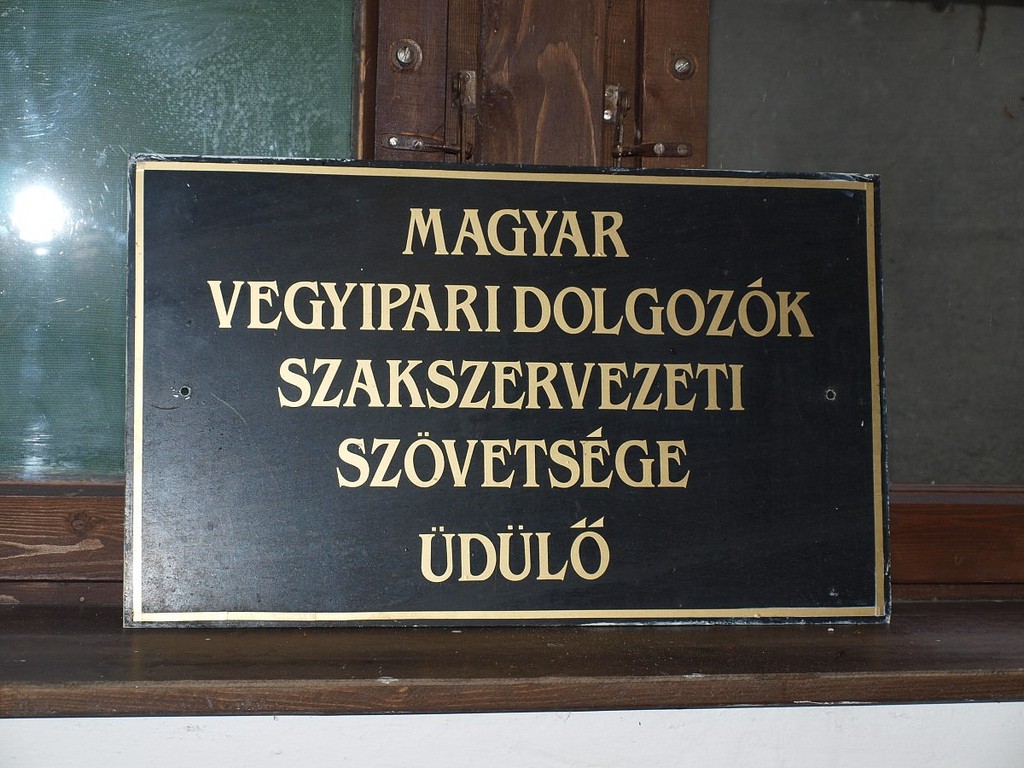 MAGYAR
VEGYIPARI DOLGOZÓK
SZAKSZERVEZETI
SZÖVETSÉGE
ÜDÜLŐ